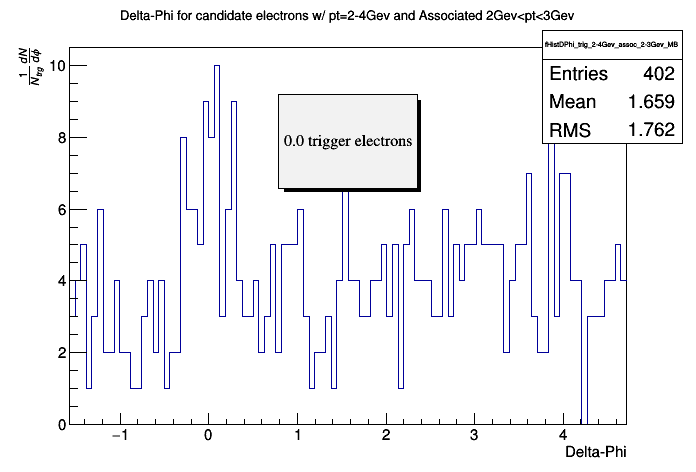 Delta-Phi for candidate electrons w/ pt=2-4Gev and Associated 2Gev<pt<3Gev
1 dN
N_trg dϕ
fHistDPhi_trig_2-4Gev_assoc_2-3Gev_MB
Entries 402
Mean 1.659
RMS 1.762
0.0 trigger electrons
10
8
6
4
2
0
−1 0 1 2 3 4
Delta-Phi